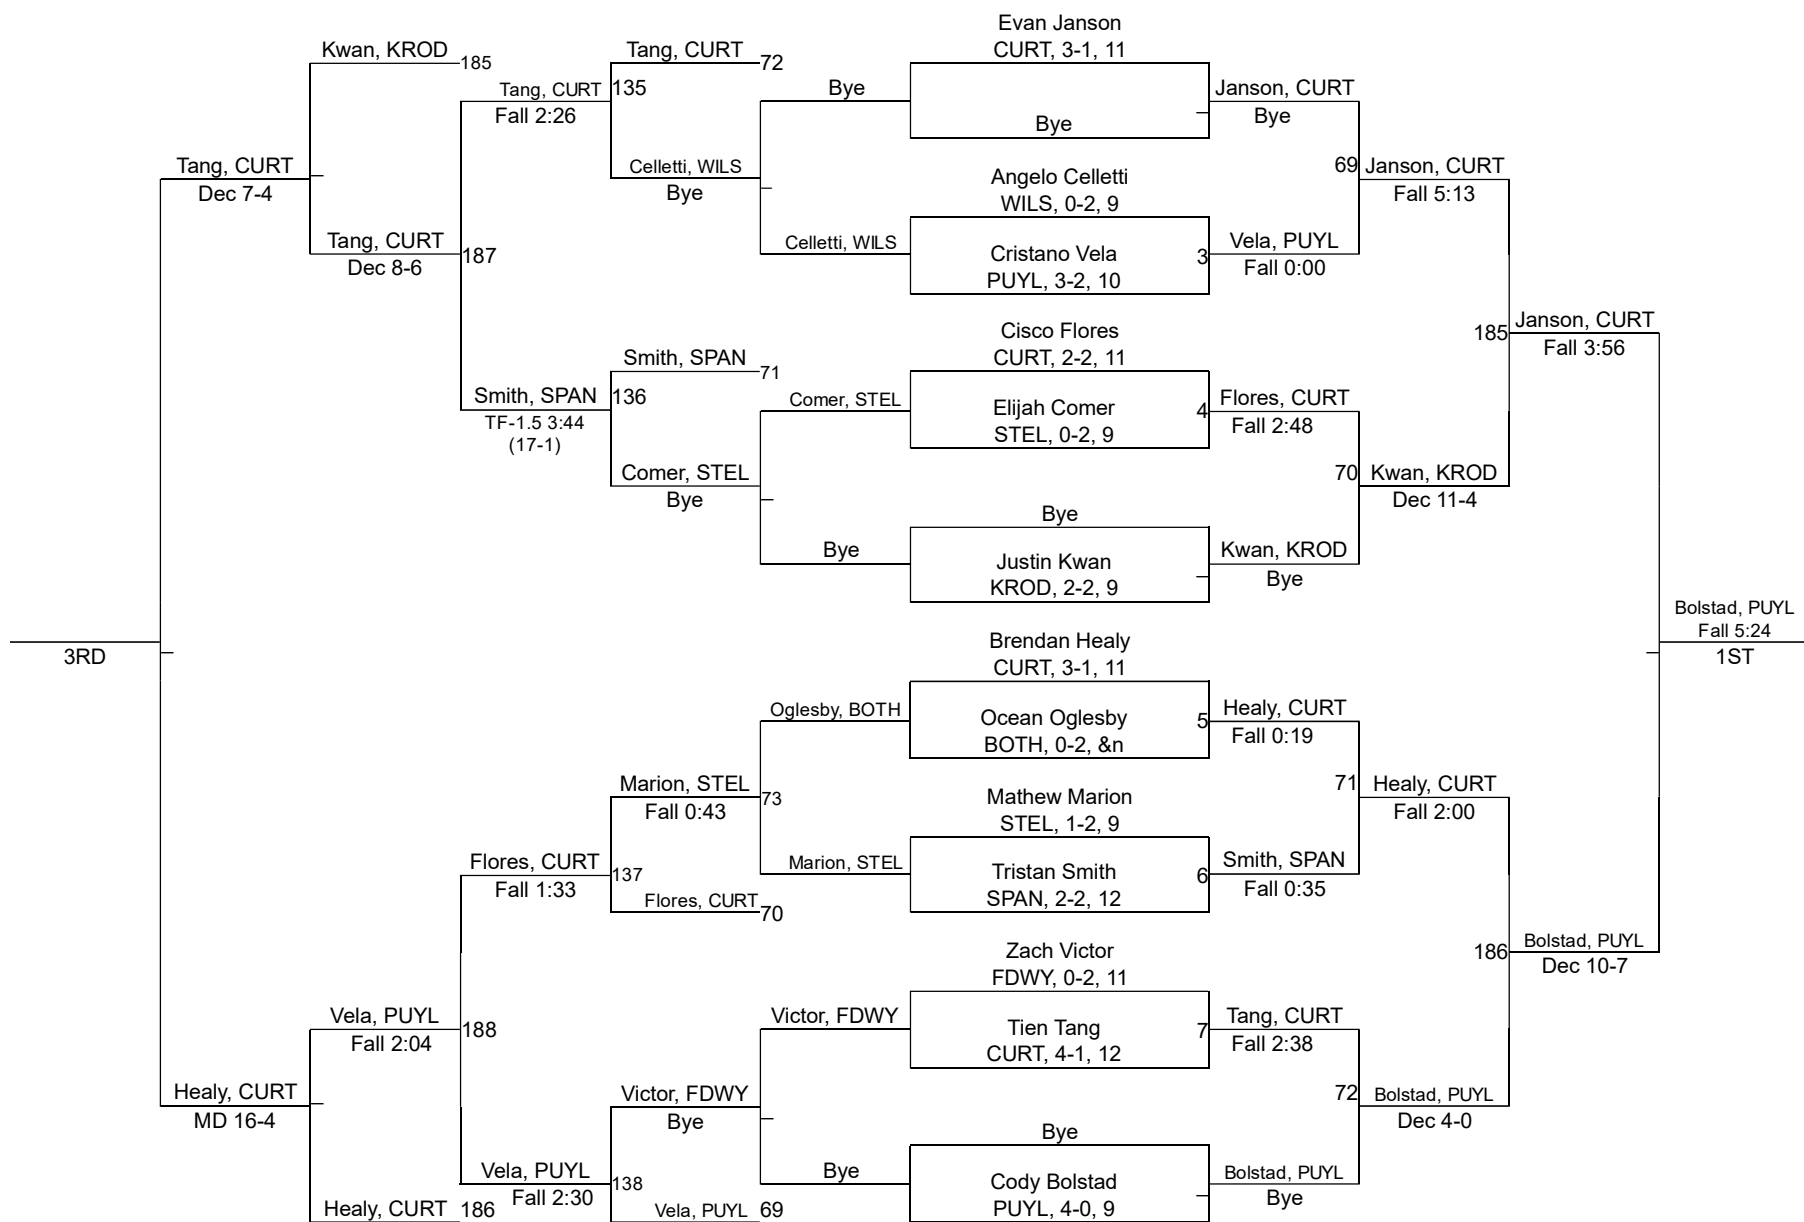 Evan Janson
CURT, 3-1, 11
Kwan, KROD
185
Tang, CURT
72
Tang, CURT
135
Fall 2:26
Bye
Janson, CURT
Bye
Bye
Tang, CURT
Dec 7-4
Celletti, WILS
Bye
Angelo Celletti
WILS, 0-2, 9
69
Janson, CURT
Fall 5:13
Tang, CURT
Dec 8-6
187
Celletti, WILS
Cristano Vela
PUYL, 3-2, 10
3
Vela, PUYL
Fall 0:00
Cisco Flores
CURT, 2-2, 11
185
Janson, CURT
Fall 3:56
Smith, SPAN
71
Smith, SPAN
136
TF-1.5 3:44
(17-1)
Comer, STEL
Elijah Comer
STEL, 0-2, 9
4
Flores, CURT
Fall 2:48
Comer, STEL
Bye
70
Kwan, KROD
Dec 11-4
Bye
Bye
Justin Kwan
KROD, 2-2, 9
Kwan, KROD
Bye
3RD
Bolstad, PUYL
Fall 5:24
1ST
Brendan Healy
CURT, 3-1, 11
Oglesby, BOTH
Ocean Oglesby
BOTH, 0-2, &n
5
Healy, CURT
Fall 0:19
Marion, STEL
Fall 0:43
73
Mathew Marion
STEL, 1-2, 9
71
Healy, CURT
Fall 2:00
Flores, CURT
Fall 1:33
137
Marion, STEL
Tristan Smith
SPAN, 2-2, 12
6
Smith, SPAN
Fall 0:35
Flores, CURT
70
Zach Victor
FDWY, 0-2, 11
186
Bolstad, PUYL
Dec 10-7
Vela, PUYL
Fall 2:04
188
Victor, FDWY
Tien Tang
CURT, 4-1, 12
7
Tang, CURT
Fall 2:38
Healy, CURT
MD 16-4
Victor, FDWY
Bye
72
Bolstad, PUYL
Dec 4-0
Bye
Vela, PUYL
Fall 2:30
138
Bye
Cody Bolstad
PUYL, 4-0, 9
Bolstad, PUYL
Bye
Healy, CURT
186
Vela, PUYL
69